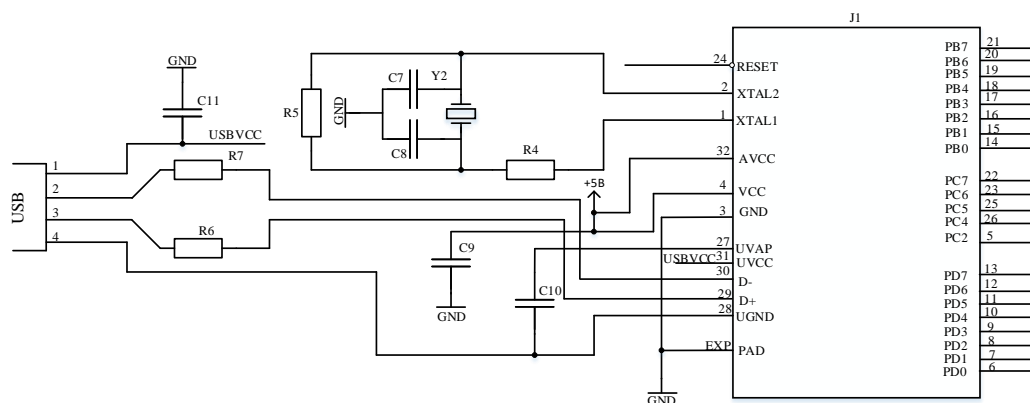 J1
GND
C11
USBVCC
USB
1
2
3
4
R7
R6
R5
GND
C7
C8
Y2
R4
+5В
C9
GND
C10
24
RESET
2
XTAL2
1
XTAL1
32
AVCC
4
VCC
3
GND
27
UVAP
USBVCC
31
UVCC
30
D-
29
D+
28
UGND
EXP
PAD
GND
PB7
21
PB6
20
PB5
19
PB4
18
PB3
17
PB2
16
PB1
15
PB0
14
PC7
22
PC6
23
PC5
25
PC4
26
PC2
5
PD7
13
PD6
12
PD5
11
PD4
10
PD3
9
PD2
8
PD1
7
PD0
6